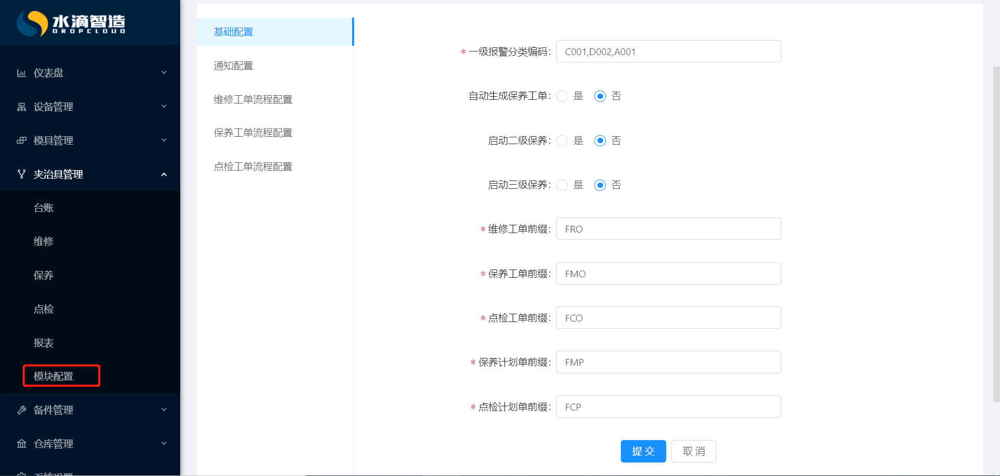 水滴智造
DROPCLOUD
仪表盘
设备管理
模具管理
夹治具管理
台账
维修
保养
点检
报表
模块配置
备件管理
仓库管理
系统设置
基础配置
通知配置
维修工单流程配置
保养工单流程配置
点检工单流程配置
* 一级报警分类编码: C001,D002,A001
自动生成保养工单: 是 否
启动二级保养: 是 否
启动三级保养: 是 否
* 维修工单前缀: FRO
* 保养工单前缀: FMO
* 点检工单前缀: FCO
* 保养计划单前缀: FMP
* 点检计划单前缀: FCP
提 交 取 消